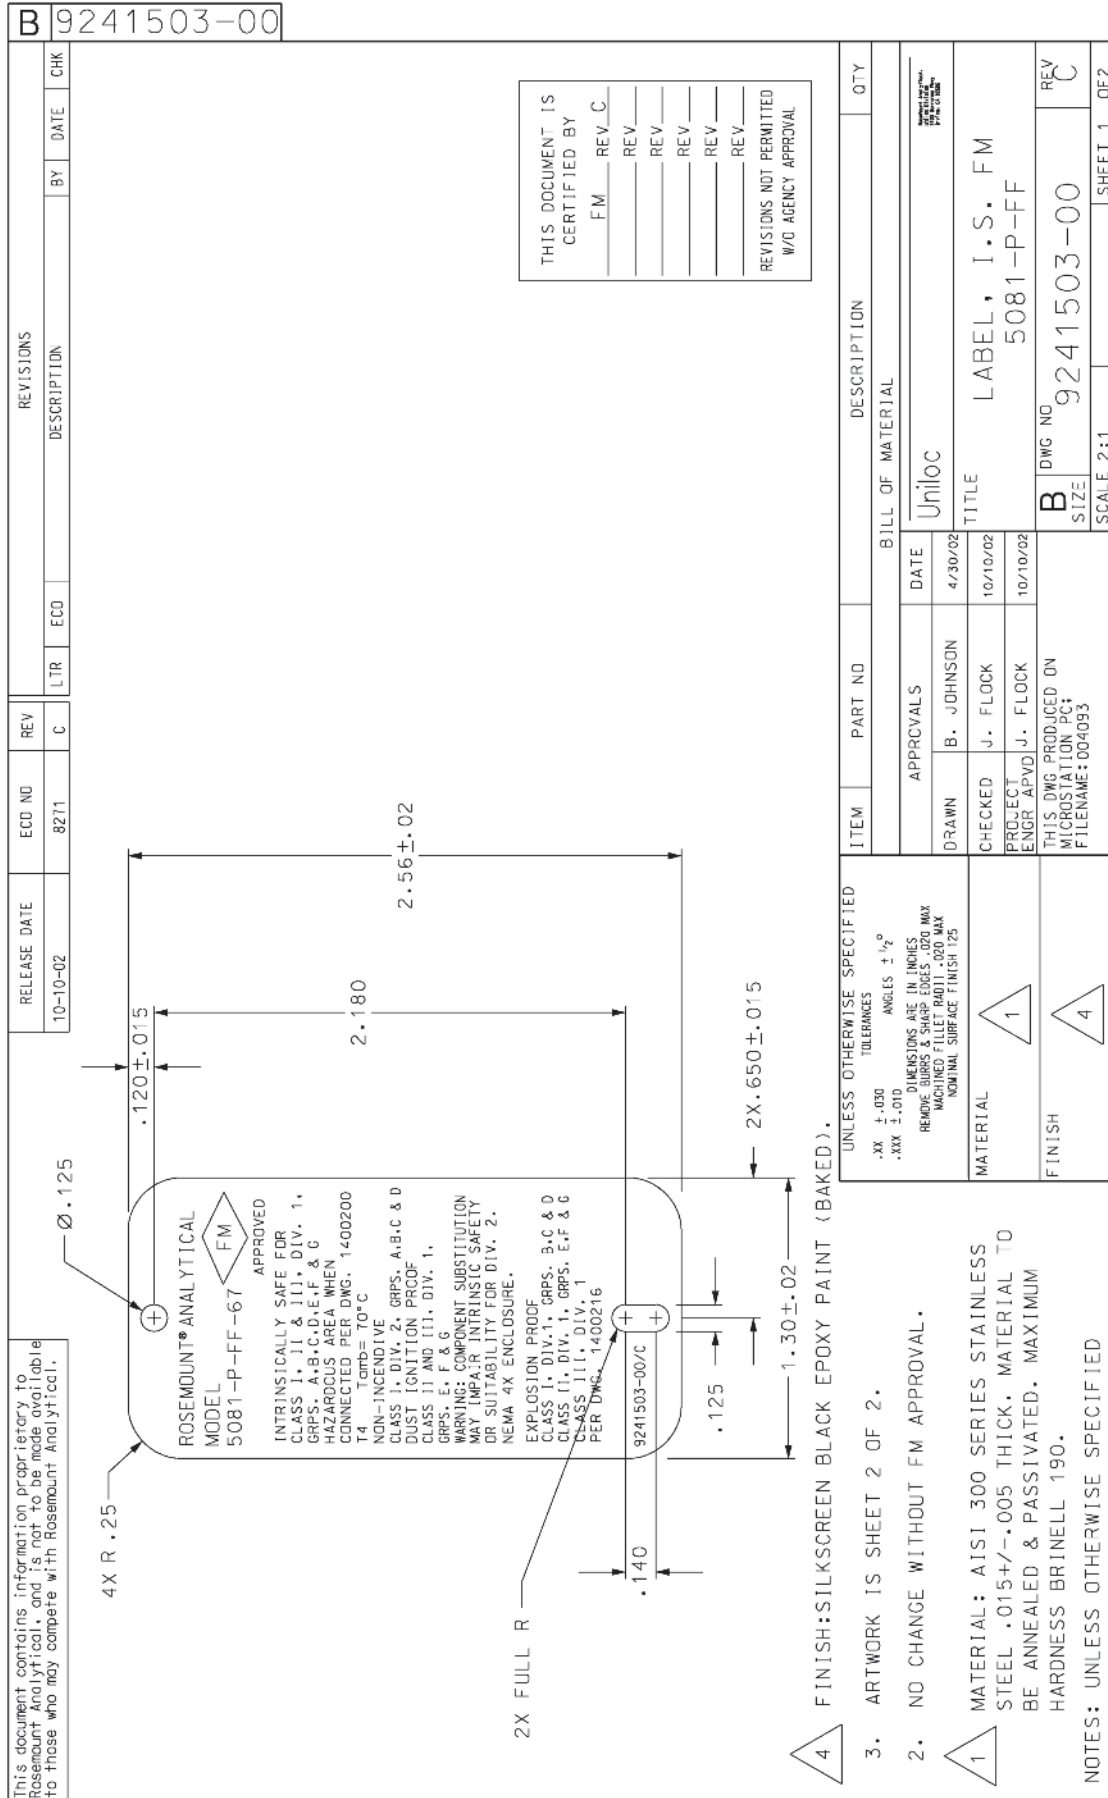 B 9241503-00
This document contains information proprietary to
Rosemount Analytical, and is not to be made available
to those who may compete with Rosemount Analytical.
RELEASE DATE ECO NO REV
10-10-02 8271 C
REVISIONS
LTR ECO DESCRIPTION BY DATE CHK
4X R .25
Ø.125
.120±.015
2.180
2.56±.02
ROSEMOUNT® ANALYTICAL
MODEL
5081-P-FF-67
FM
APPROVED
INTRINSICALLY SAFE FOR
CLASS I, II & III, DIV. 1,
GRPS. A,B,C,D,E,F & G
HAZARDOUS AREA WHEN
CONNECTED PER DWG. 1400200
T4 Tamb= 70°C
NON-INCENDIVE
CLASS I, DIV. 2, GRPS. A,B,C & D
DUST IGNITION PROOF
CLASS II AND III, DIV. 1,
GRPS. E, F & G
WARNING: COMPONENT SUBSTITUTION
MAY IMPAIR INTRINSIC SAFETY
OR SUITABILITY FOR DIV. 2.
NEMA 4X ENCLOSURE.
EXPLOSION PROOF
CLASS I, DIV.1, GRPS. B,C & D
CLASS II, DIV. 1, GRPS. E,F & G
CLASS III, DIV. 1
PER DWG. 1400216
9241503-00/C
2X FULL R
.140
.125
2X.650±.015
1.30±.02
THIS DOCUMENT IS
CERTIFIED BY
FM REV C
REV
REV
REV
REV
REV
REVISIONS NOT PERMITTED
W/O AGENCY APPROVAL
4 FINISH:SILKSCREEN BLACK EPOXY PAINT (BAKED).
3. ARTWORK IS SHEET 2 OF 2.
2. NO CHANGE WITHOUT FM APPROVAL.
1 MATERIAL: AISI 300 SERIES STAINLESS
STEEL .015+/-.005 THICK. MATERIAL TO
BE ANNEALED & PASSIVATED. MAXIMUM
HARDNESS BRINELL 190.
NOTES: UNLESS OTHERWISE SPECIFIED
UNLESS OTHERWISE SPECIFIED
TOLERANCES
.XX ±.030 ANGLES ± 1/2°
.XXX ±.010
DIMENSIONS ARE IN INCHES
REMOVE BURRS & SHARP EDGES .020 MAX
MACHINED FILLET RADII .020 MAX
NOMINAL SURFACE FINISH 125
MATERIAL
1
FINISH
4
ITEM PART NO DESCRIPTION QTY
BILL OF MATERIAL
APPROVALS DATE
DRAWN B. JOHNSON 4/30/02
CHECKED J. FLOCK 10/10/02
PROJECT
ENGR APVD J. FLOCK 10/10/02
THIS DWG PRODUCED ON
MICROSTATION PC:
FILENAME:004093
Uniloc
TITLE
LABEL, I.S. FM
5081-P-FF
B
SIZE
DWG NO
9241503-00
REV
C
SCALE 2:1 SHEET 1 OF2